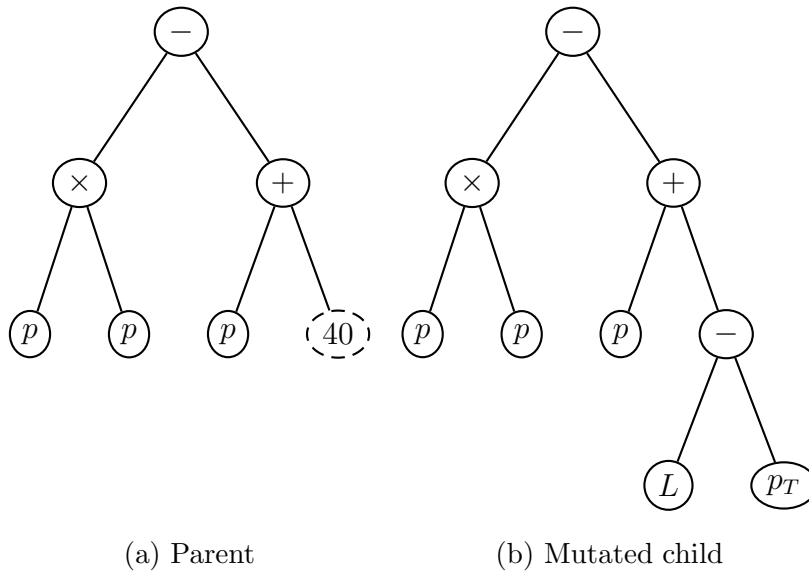 − −
× + × +
p p p 40 p p p −
L p_T
(a) Parent (b) Mutated child